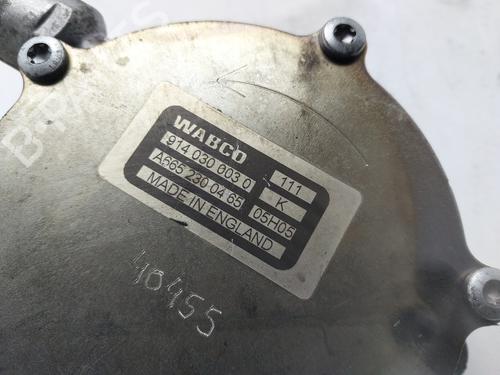 WABCO
914 030 003 0 111
A665 230 04 65 K
MADE IN ENGLAND 05H05
40455